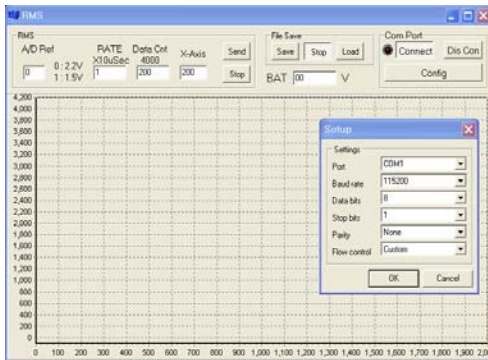 RMS
RMS
A/D Ref
0 : 2.2V
1 : 1.5V
0
RATE
X10uSec
1
Data Cnt
4000
200
X-Axis
200
Send
Stop
File Save
Save Stop Load
BAT 00 V
Com Port
Connect Dis Con
Config
4,200
4,000
3,800
3,600
3,400
3,200
3,000
2,800
2,600
2,400
2,200
2,000
1,800
1,600
1,400
1,200
1,000
800
600
400
200
0
0 100 200 300 400 500 600 700 800 900 1,000 1,100 1,200 1,300 1,400 1,500 1,600 1,700 1,800 1,900 2,0
Setup
Settings
Port COM1
Baud rate 115200
Data bits 8
Stop bits 1
Parity None
Flow control Custom
OK Cancel